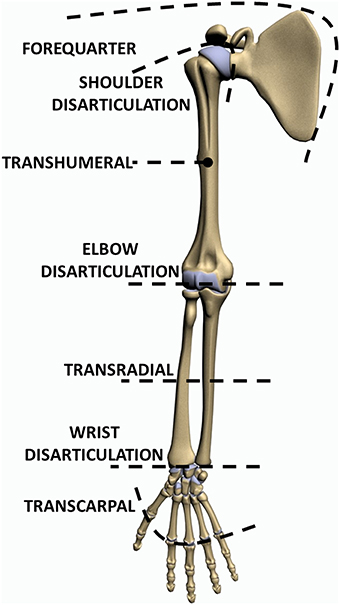 FOREQUARTER
SHOULDER
DISARTICULATION
TRANSHUMERAL
ELBOW
DISARTICULATION
TRANSRADIAL
WRIST
DISARTICULATION
TRANSCARPAL